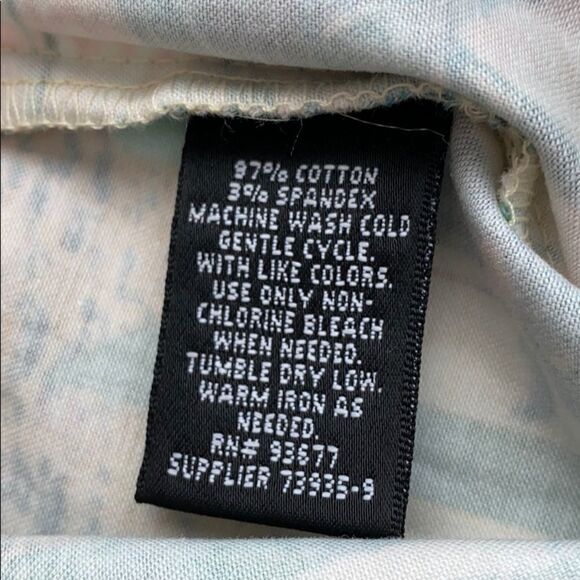 97% COTTON
3% SPANDEX
MACHINE WASH COLD
GENTLE CYCLE.
WITH LIKE COLORS.
USE ONLY NON-
CHLORINE BLEACH
WHEN NEEDED.
TUMBLE DRY LOW.
WARM IRON AS
NEEDED.
RN# 93677
SUPPLIER 73935-9